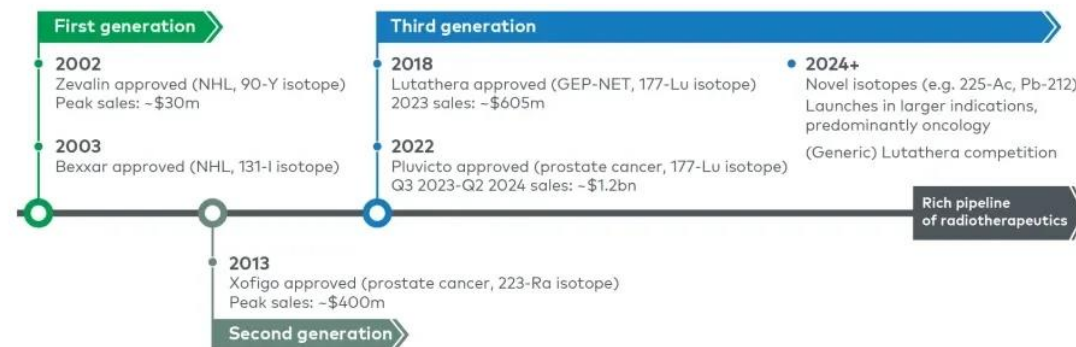 First generation
2002
Zevalin approved (NHL, 90-Y isotope)
Peak sales: ~$30m
2003
Bexxar approved (NHL, 131-I isotope)
2013
Xofigo approved (prostate cancer, 223-Ra isotope)
Peak sales: ~$400m
Second generation
Third generation
2018
Lutathera approved (GEP-NET, 177-Lu isotope)
2023 sales: ~$605m
2022
Pluvicto approved (prostate cancer, 177-Lu isotope)
Q3 2023-Q2 2024 sales: ~$1.2bn
2024+
Novel isotopes (e.g. 225-Ac, Pb-212)
Launches in larger indications,
predominantly oncology
(Generic) Lutathera competition
Rich pipeline
of radiotherapeutics